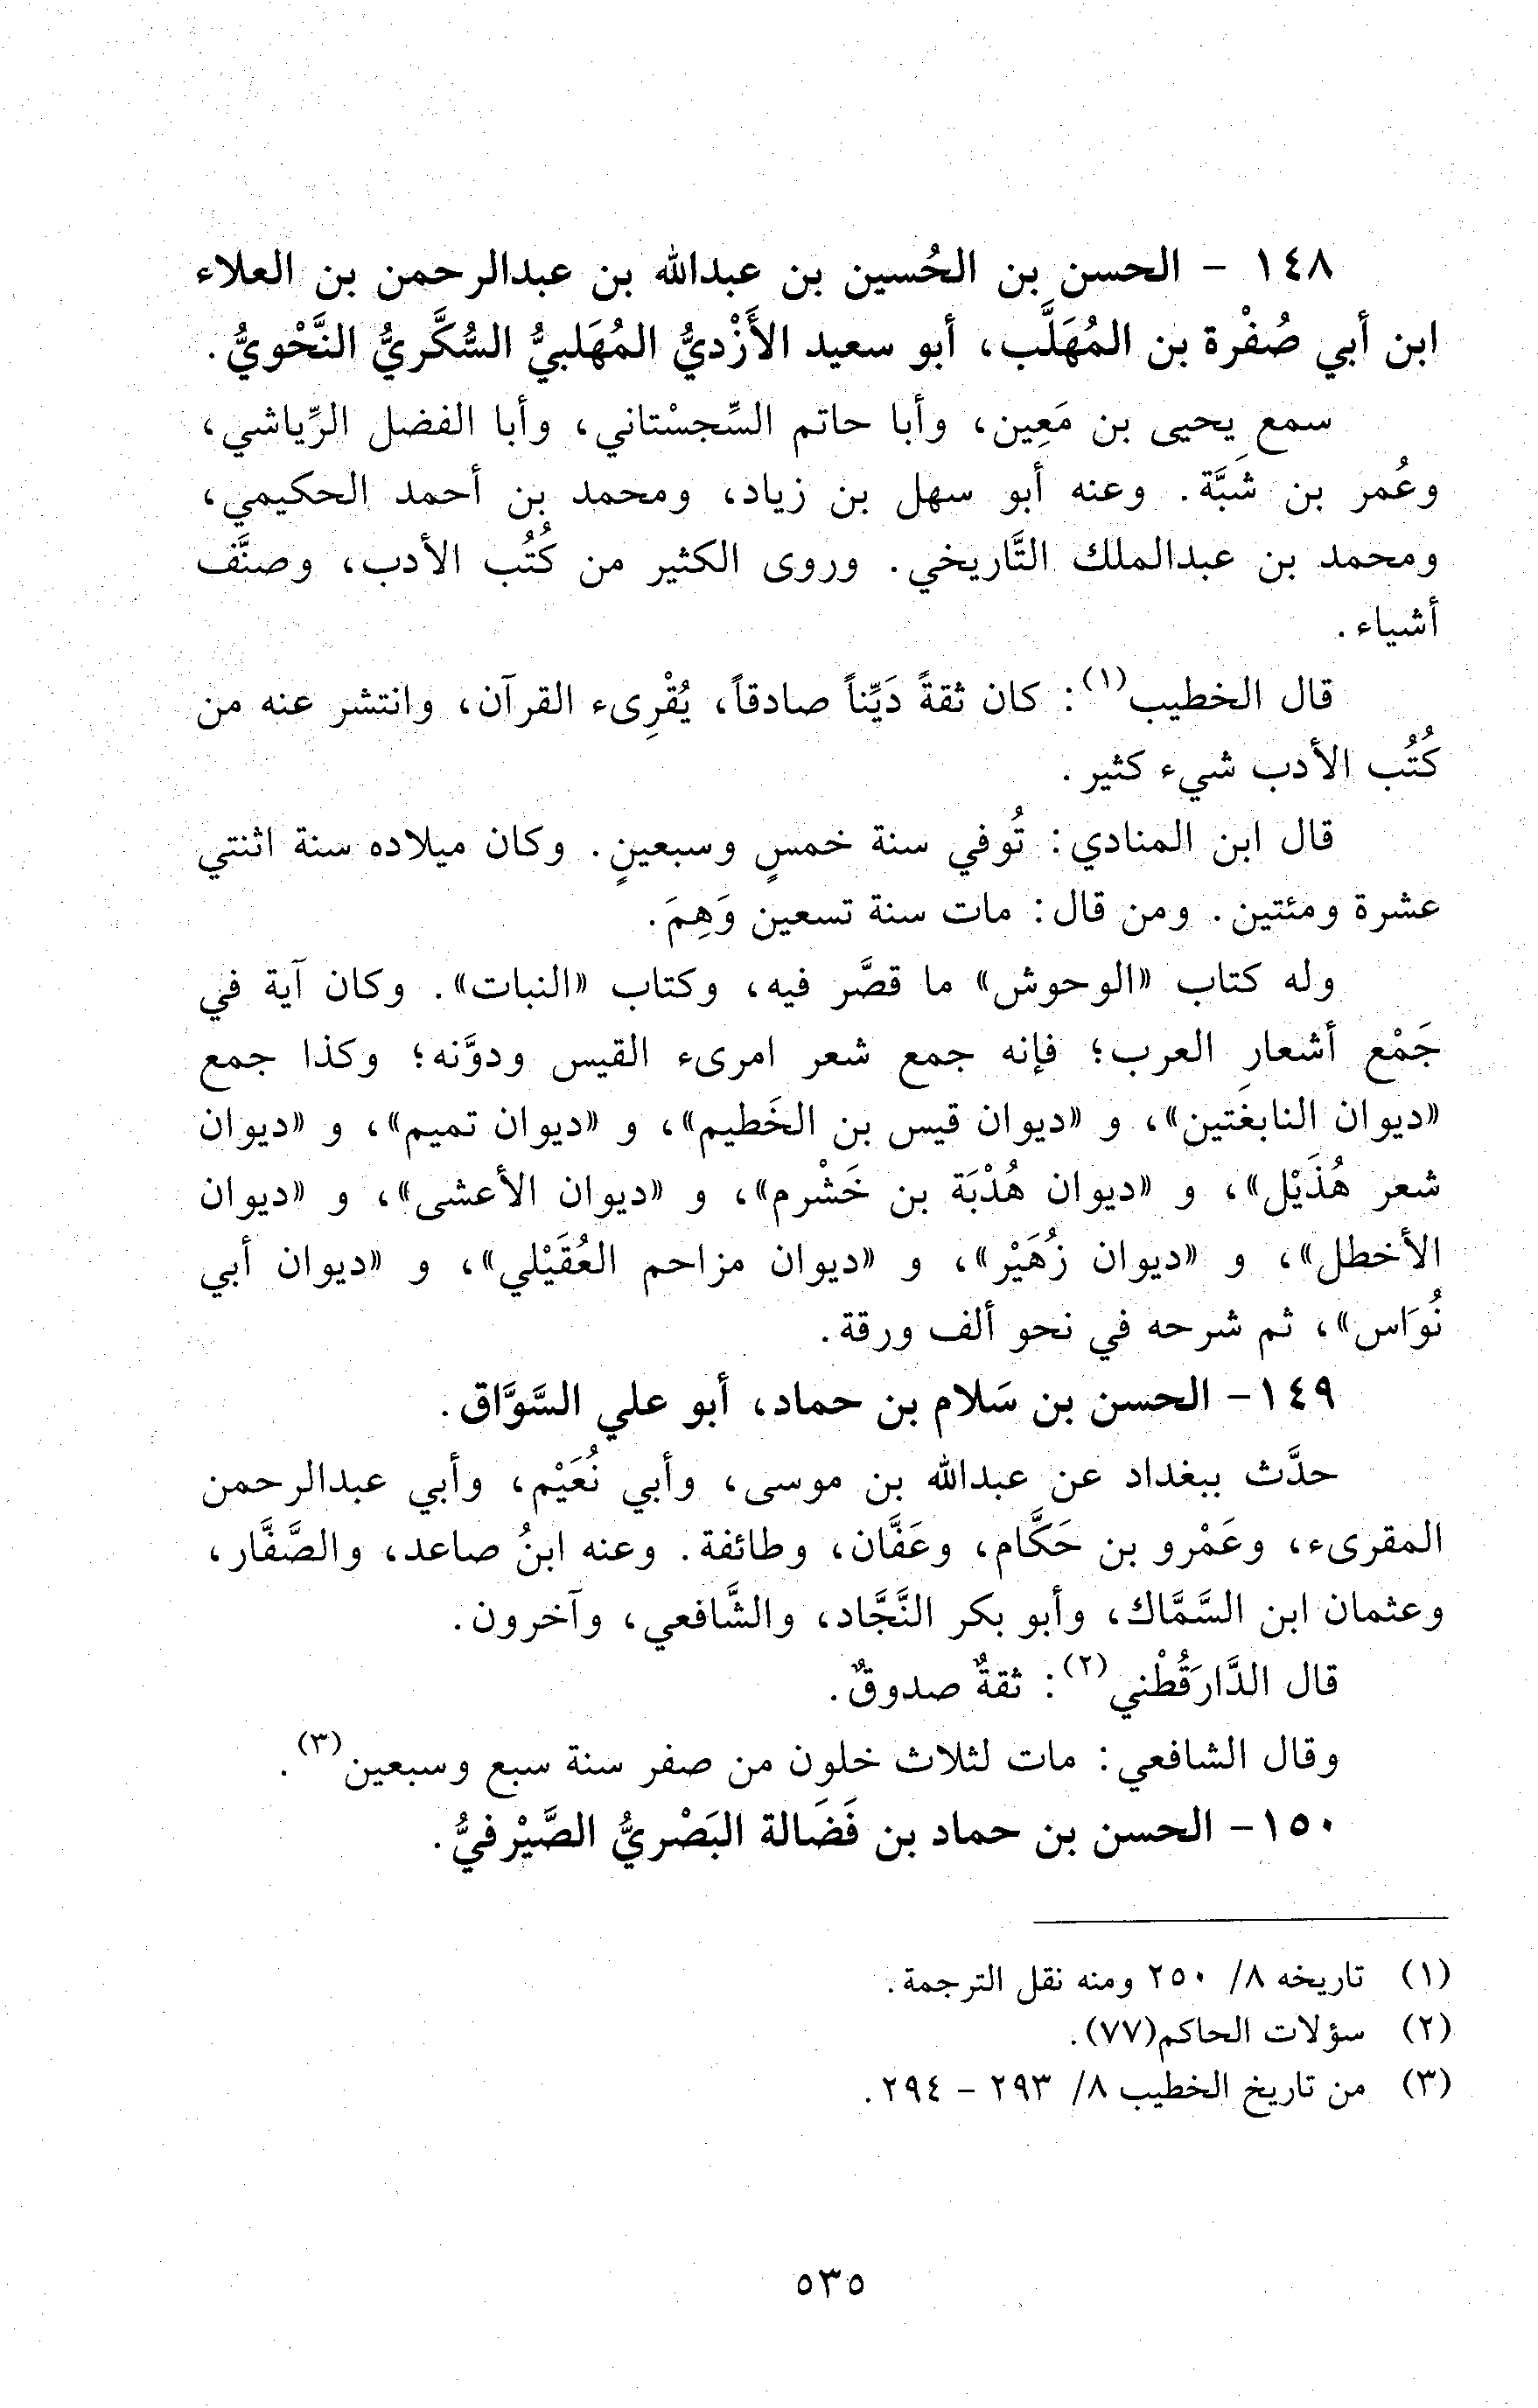 ١٤٨ - الحسن بن الحُسين بن عبدالله بن عبدالرحمن بن العلاء
ابن أبي صُفْرة بن المُهَلَّب، أبو سعيد الأَزْديُّ المُهَلبيُّ السُّكَّريُّ النَّحْويُّ.
سمع يحيى بن مَعِين، وأبا حاتم السِّجسْتاني، وأبا الفضل الرِّياشي،
وعُمر بن شَبَّة. وعنه أبو سهل بن زياد، ومحمد بن أحمد الحكيمي،
ومحمد بن عبدالملك التَّاريخي. وروى الكثير من كُتُب الأدب، وصنَّف
أشياء.
قال الخطيب(١): كان ثقةً دَيِّناً صادقاً، يُقْرِىء القرآن، وانتشر عنه من
كُتُب الأدب شيء كثير.
قال ابن المنادي: تُوفي سنة خمسٍ وسبعينٍ. وكان ميلاده سنة اثنتي
عشرة ومئتين. ومن قال: مات سنة تسعين وَهِمَ.
وله كتاب «الوحوش» ما قصَّر فيه، وكتاب «النبات». وكان آية في
جَمْع أشعارِ العرب؛ فإنه جمع شعر امرىء القيس ودوَّنه؛ وكذا جمع
«ديوان النابغتين»، و «ديوان قيس بن الخَطيم»، و «ديوان تميم»، و «ديوان
شعر هُذَيْل»، و «ديوان هُدْبَة بن خَشْرم»، و «ديوان الأعشى»، و «ديوان
الأخطل»، و «ديوان زُهَيْر»، و «ديوان مزاحم العُقَيْلي»، و «ديوان أبي
نُوَاس»، ثم شرحه في نحو ألف ورقة.
١٤٩- الحسن بن سَلام بن حماد، أبو علي السَّوَّاق.
حدَّث ببغداد عن عبدالله بن موسى، وأبي نُعَيْم، وأبي عبدالرحمن
المقرىء، وعَمْرو بن حَكَّام، وعَفَّان، وطائفة. وعنه ابنُ صاعد، والصَّفَّار،
وعثمان ابن السَّمَّاك، وأبو بكر النَّجَّاد، والشَّافعي، وآخرون.
قال الدَّارَقُطْني(٢): ثقةٌ صدوقٌ.
وقال الشافعي: مات لثلاث خلون من صفر سنة سبع وسبعين(٣).
١٥٠- الحسن بن حماد بن فَضَالة البَصْريُّ الصَّيْرفيُّ.
(١) تاريخه ٨/ ٢٥٠ ومنه نقل الترجمة.
(٢) سؤلات الحاكم(٧٧).
(٣) من تاريخ الخطيب ٨/ ٢٩٣ - ٢٩٤.
٥٣٥